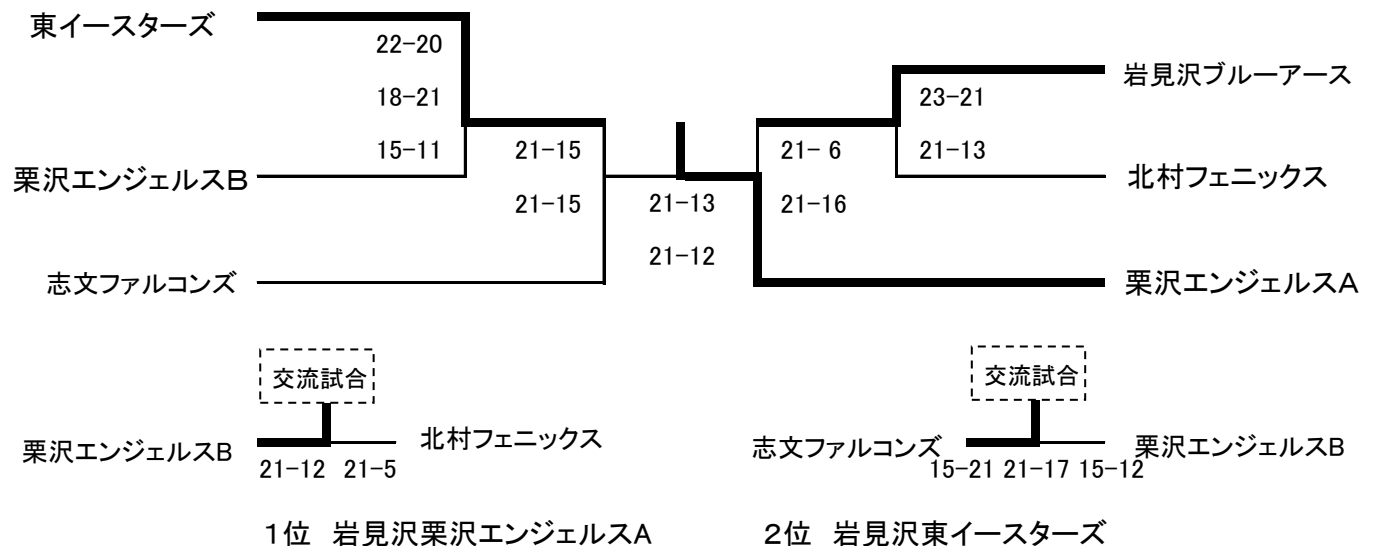 東イースターズ
22-20
18-21
15-11
栗沢エンジェルスB
21-15
21-15
志文ファルコンズ
21-13
21-12
岩見沢ブルーアース
23-21
21-13
北村フェニックス
21- 6
21-16
栗沢エンジェルスA
交流試合
栗沢エンジェルスB
北村フェニックス
21-12 21-5
交流試合
志文ファルコンズ
栗沢エンジェルスB
15-21 21-17 15-12
1位 岩見沢栗沢エンジェルスA
2位 岩見沢東イースターズ